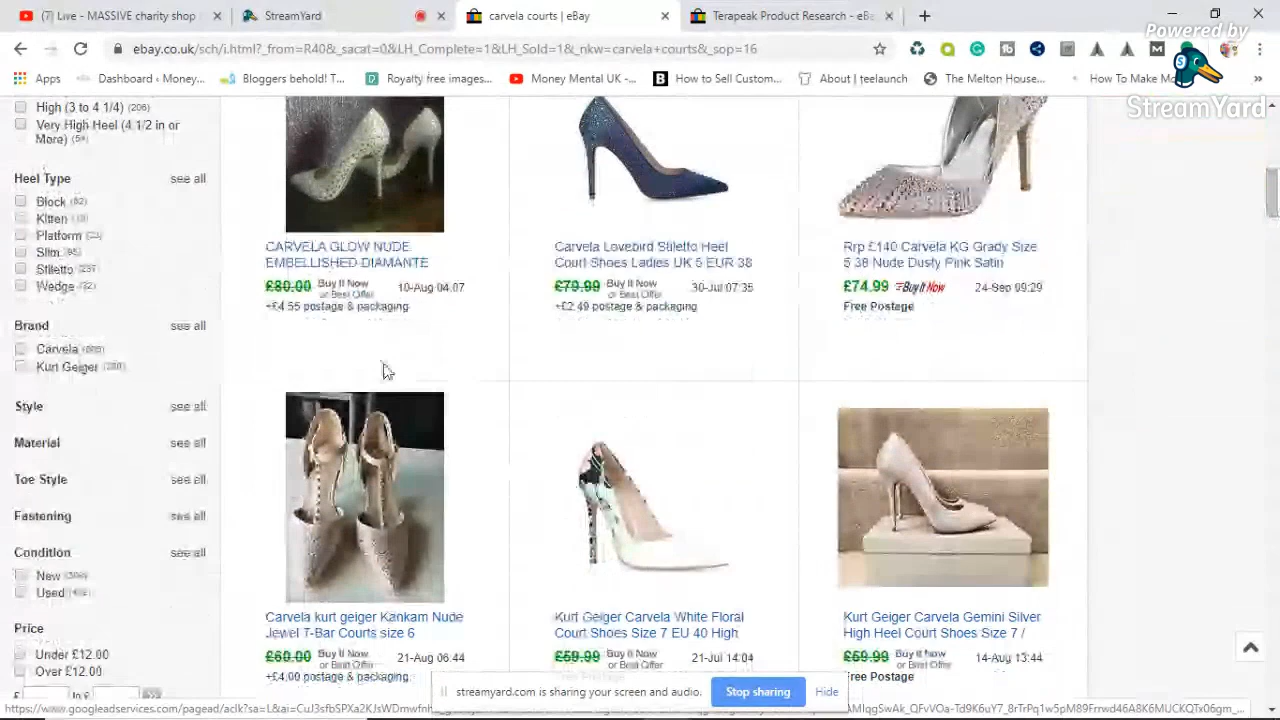 (7) Live - MASSIVE charity shop
StreamYard
carvela courts | eBay
Terapeak Product Research - eBa
ebay.co.uk/sch/i.html?_from=R40&_sacat=0&LH_Complete=1&LH_Sold=1&_nkw=carvela+courts&_sop=16
Powered by
StreamYard
Apps
Dashboard ‹ Money...
Bloggers behold! T...
Royalty free images...
Money Mental UK -...
How to Sell Custom...
About | teelaunch
The Melton House...
How To Make Mo
High (3 to 4 1/4) (206)
Very High Heel (4 1/2 in or
More)
Heel Type
see all
Block
Kitten
Platform
Slim
Stiletto
Wedge
Brand
see all
Carvela
Kurt Geiger
Style
see all
Material
see all
Toe Style
see all
Fastening
see all
Condition
see all
New
Used
Price
Under £12.00
Over £12.00
CARVELA GLOW NUDE
EMBELLISHED DIAMANTE
£80.00
Buy It Now
or Best Offer
10-Aug 04:07
+£4.55 postage & packaging
Carvela Lovebird Stiletto Heel
Court Shoes Ladies UK 5 EUR 38
£79.99
Buy It Now
or Best Offer
30-Jul 07:35
+£2.49 postage & packaging
Rrp £140 Carvela KG Grady Size
5 38 Nude Dusty Pink Satin
£74.99
Buy It Now
24-Sep 09:29
Free Postage
Carvela kurt geiger Kankam Nude
Jewel T-Bar Courts size 6
£60.00
Buy It Now
or Best Offer
21-Aug 06:44
+£4.00 postage & packaging
Kurt Geiger Carvela White Floral
Court Shoes Size 7 EU 40 High
£59.99
Buy It Now
or Best Offer
21-Jul 14:04
Kurt Geiger Carvela Gemini Silver
High Heel Court Shoes Size 7 /
£59.99
Buy It Now
or Best Offer
14-Aug 13:44
Free Postage
streamyard.com is sharing your screen and audio.
Stop sharing
Hide